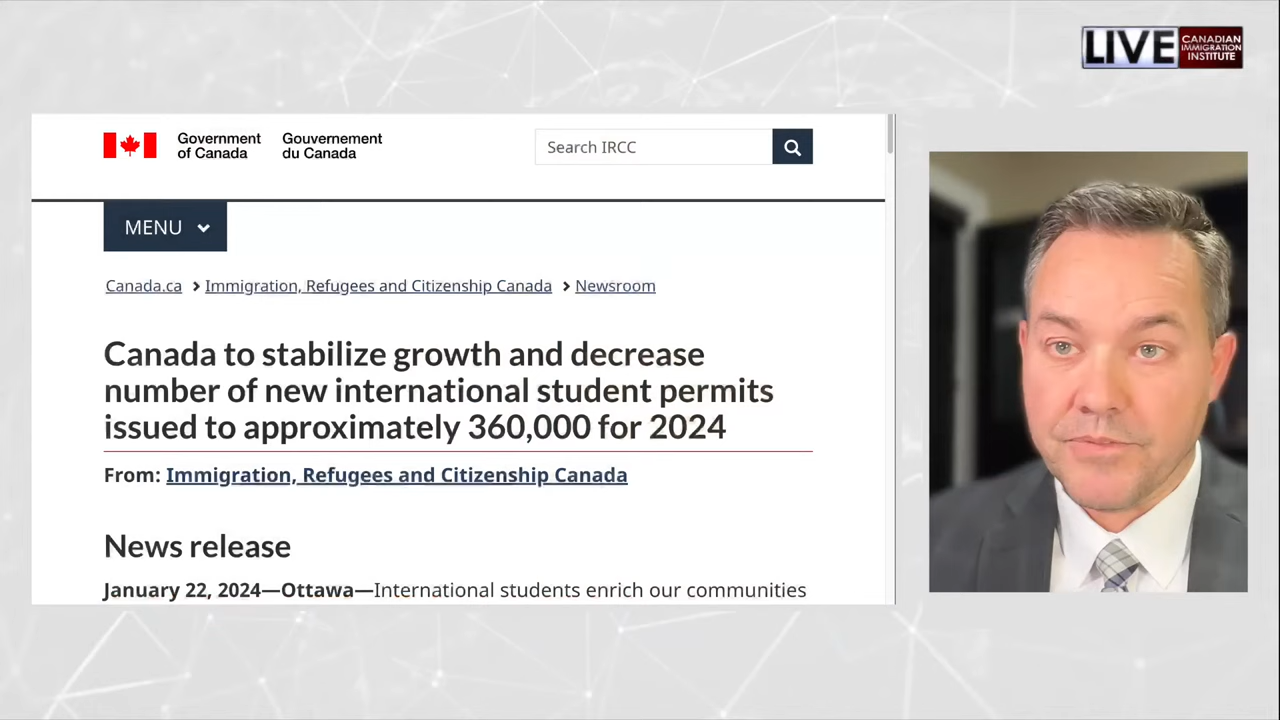 LIVE
CANADIAN
IMMIGRATION
INSTITUTE
Government
of Canada
Gouvernement
du Canada
Search IRCC
MENU
Canada.ca > Immigration, Refugees and Citizenship Canada > Newsroom
Canada to stabilize growth and decrease
number of new international student permits
issued to approximately 360,000 for 2024
From: Immigration, Refugees and Citizenship Canada
News release
January 22, 2024—Ottawa—International students enrich our communities